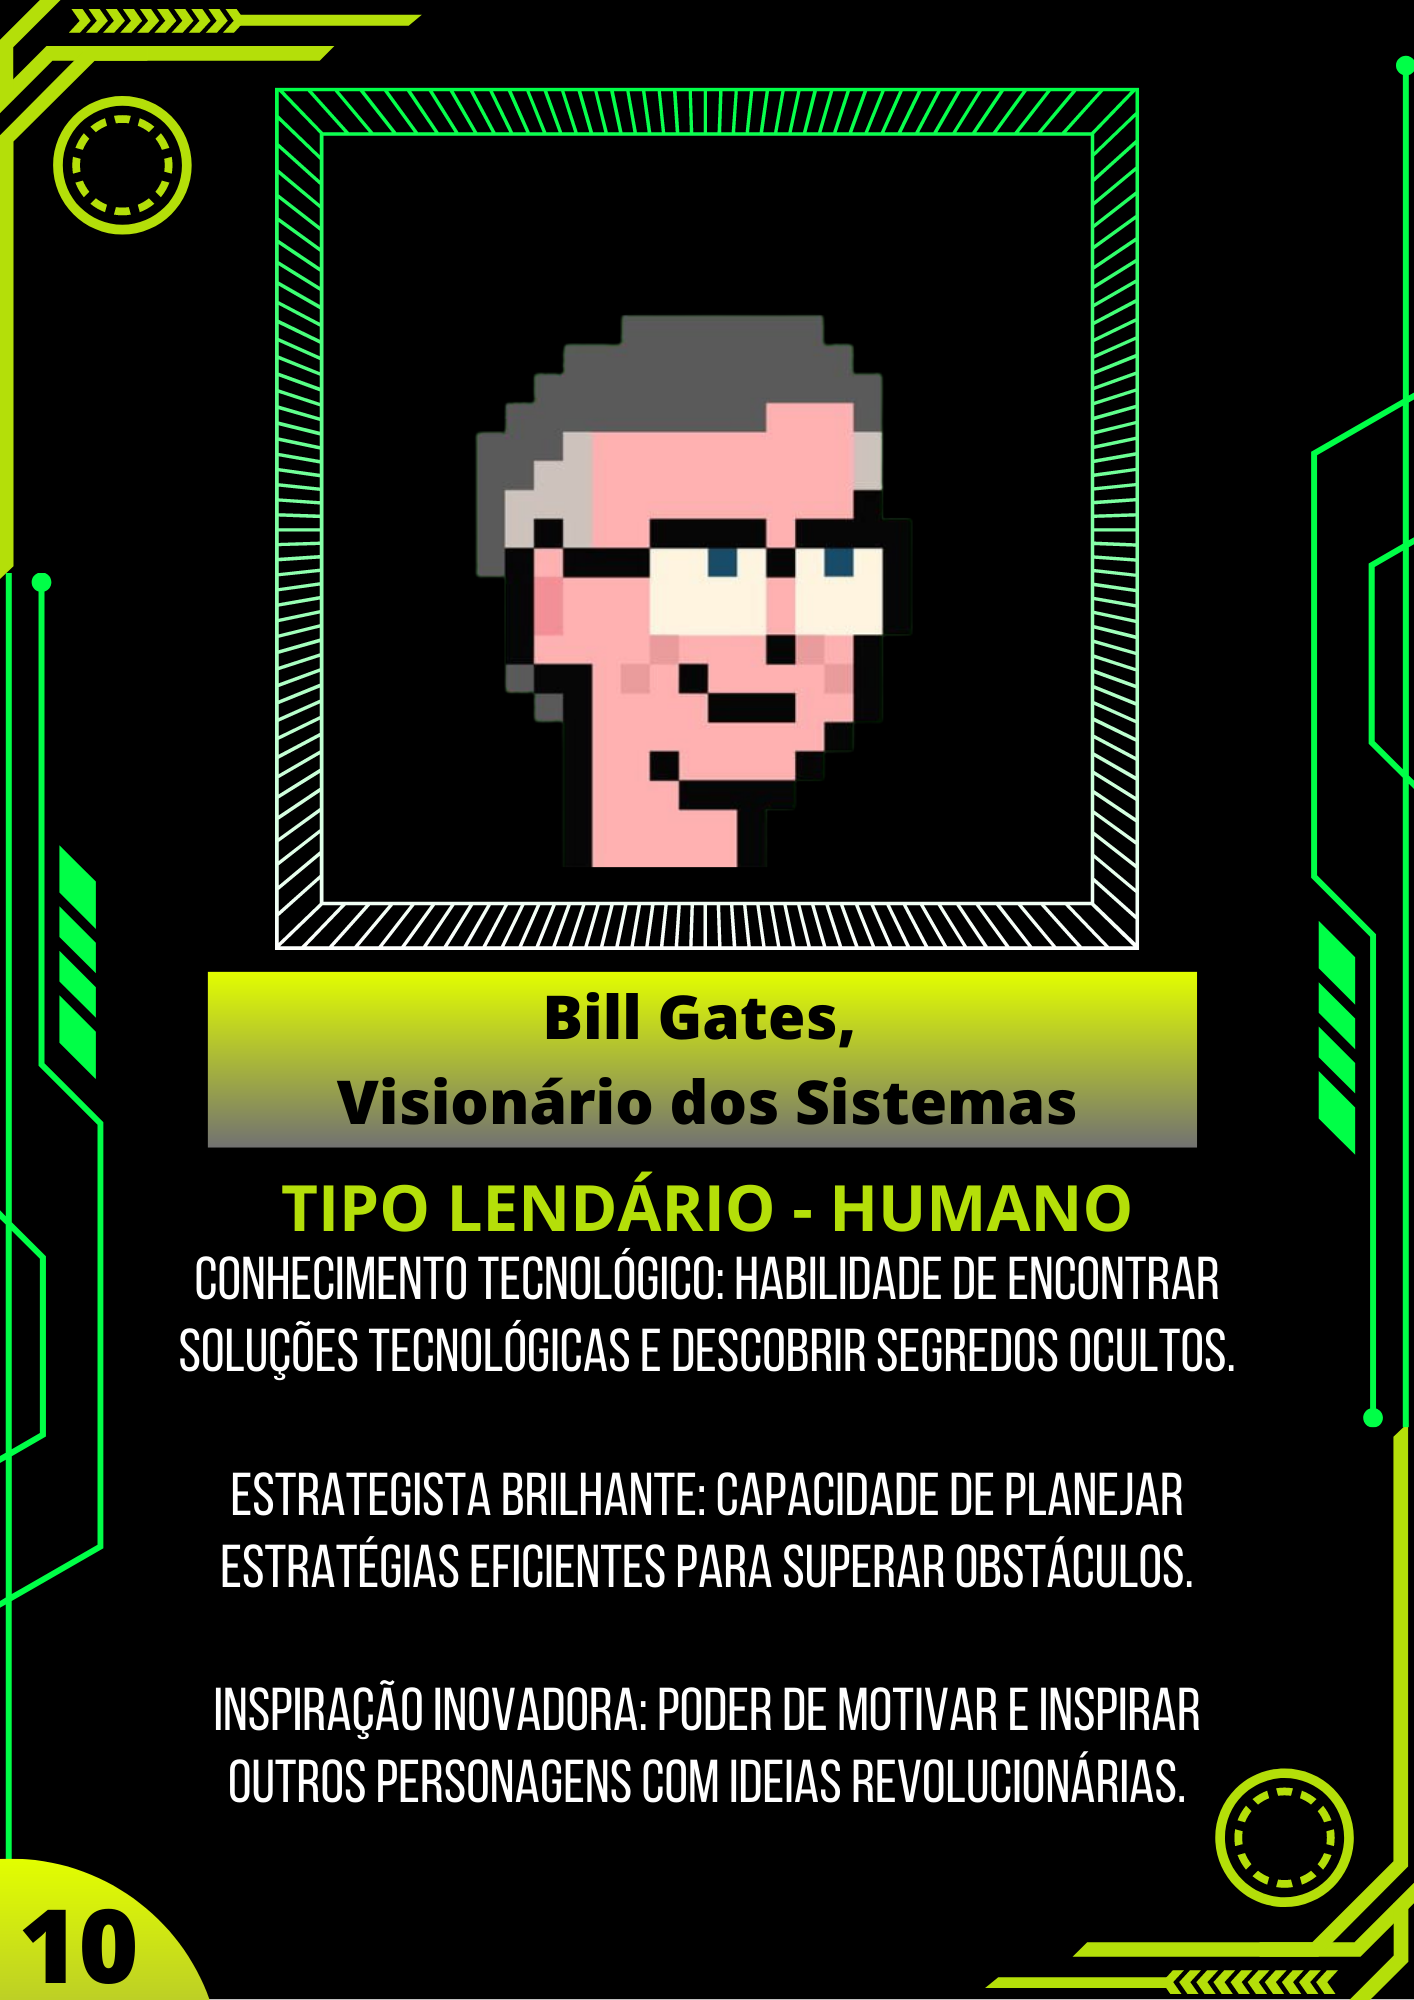 Bill Gates,
Visionário dos Sistemas
TIPO LENDÁRIO - HUMANO
CONHECIMENTO TECNOLÓGICO: HABILIDADE DE ENCONTRAR
SOLUÇÕES TECNOLÓGICAS E DESCOBRIR SEGREDOS OCULTOS.
ESTRATEGISTA BRILHANTE: CAPACIDADE DE PLANEJAR
ESTRATÉGIAS EFICIENTES PARA SUPERAR OBSTÁCULOS.
INSPIRAÇÃO INOVADORA: PODER DE MOTIVAR E INSPIRAR
OUTROS PERSONAGENS COM IDEIAS REVOLUCIONÁRIAS.
10